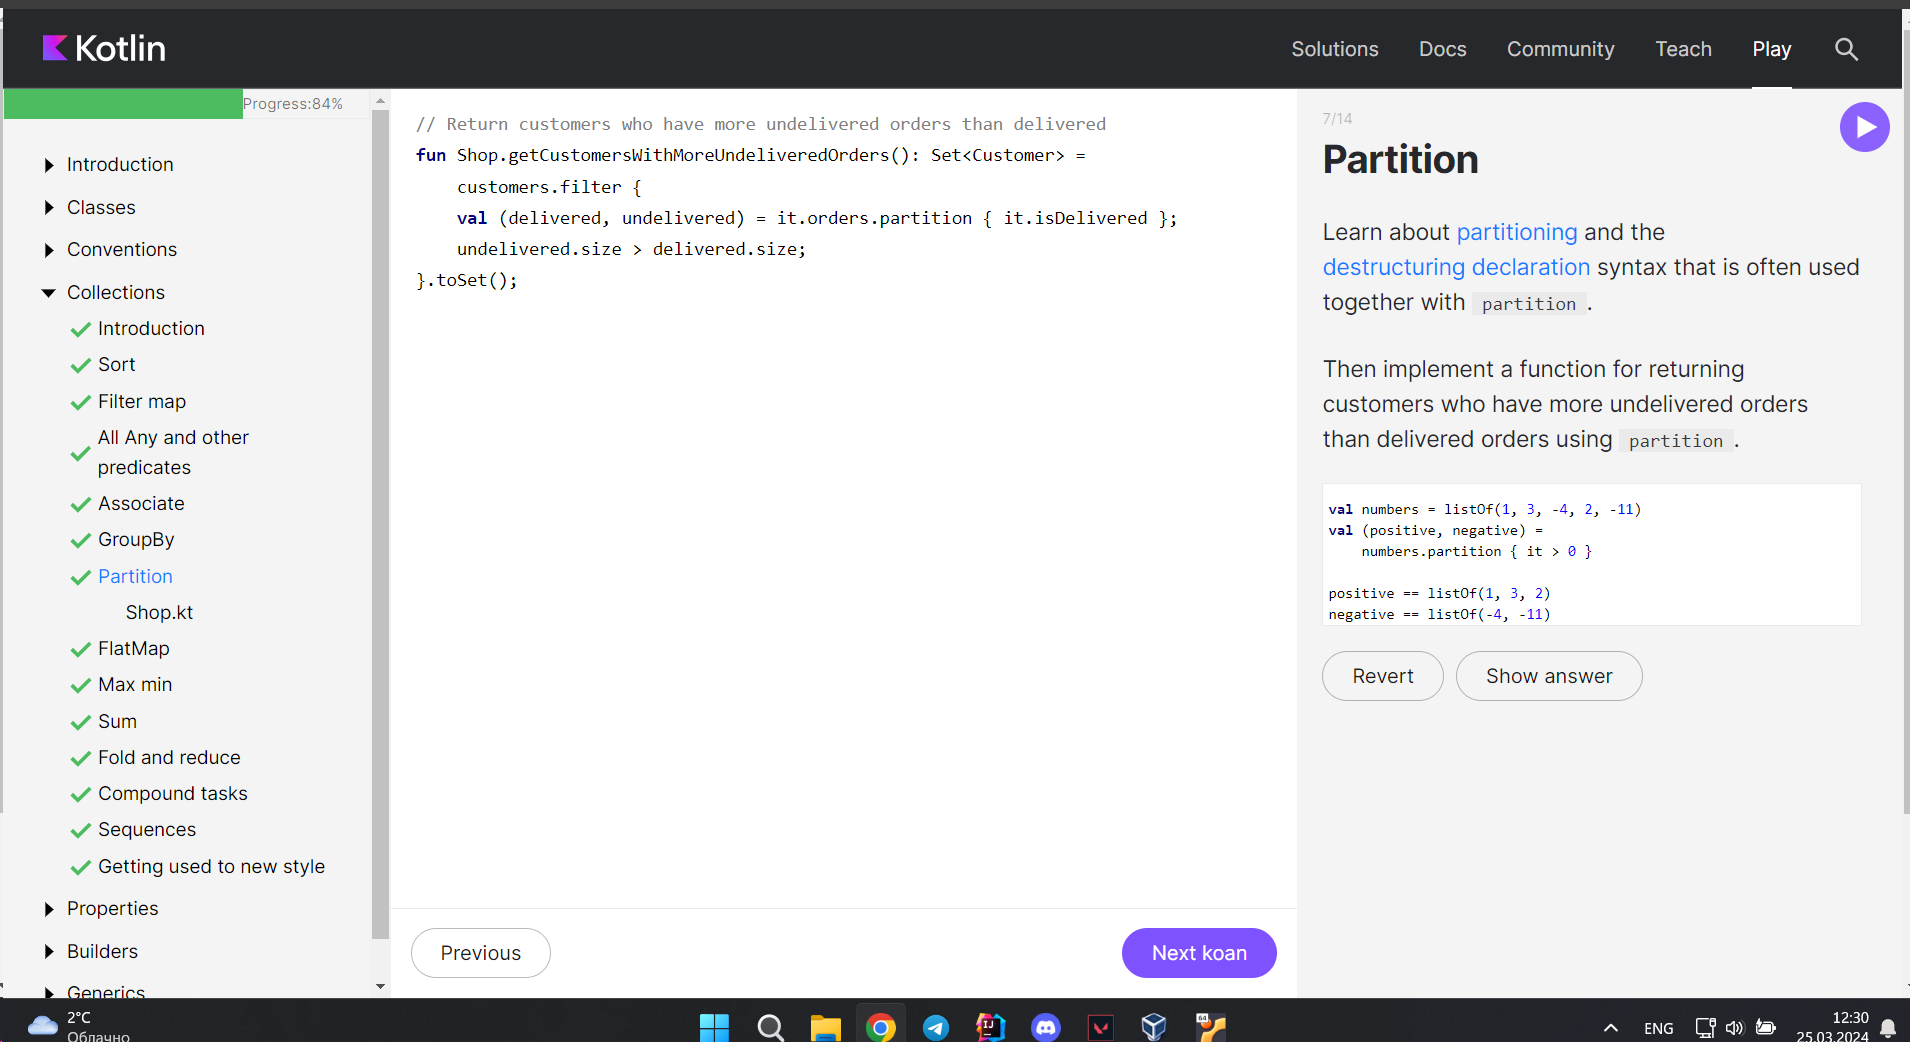 Kotlin
Solutions Docs Community Teach Play
Progress:84%
Introduction
Classes
Conventions
Collections
Introduction
Sort
Filter map
All Any and other
predicates
Associate
GroupBy
Partition
Shop.kt
FlatMap
Max min
Sum
Fold and reduce
Compound tasks
Sequences
Getting used to new style
Properties
Builders
Generics
// Return customers who have more undelivered orders than delivered
fun Shop.getCustomersWithMoreUndeliveredOrders(): Set<Customer> =
customers.filter {
val (delivered, undelivered) = it.orders.partition { it.isDelivered };
undelivered.size > delivered.size;
}.toSet();
Previous
Next koan
7/14
Partition
Learn about partitioning and the
destructuring declaration syntax that is often used
together with partition .
Then implement a function for returning
customers who have more undelivered orders
than delivered orders using partition .
val numbers = listOf(1, 3, -4, 2, -11)
val (positive, negative) =
numbers.partition { it > 0 }
positive == listOf(1, 3, 2)
negative == listOf(-4, -11)
Revert
Show answer
2°C
Облачно
IJ
64
ENG
12:30
25.03.2024